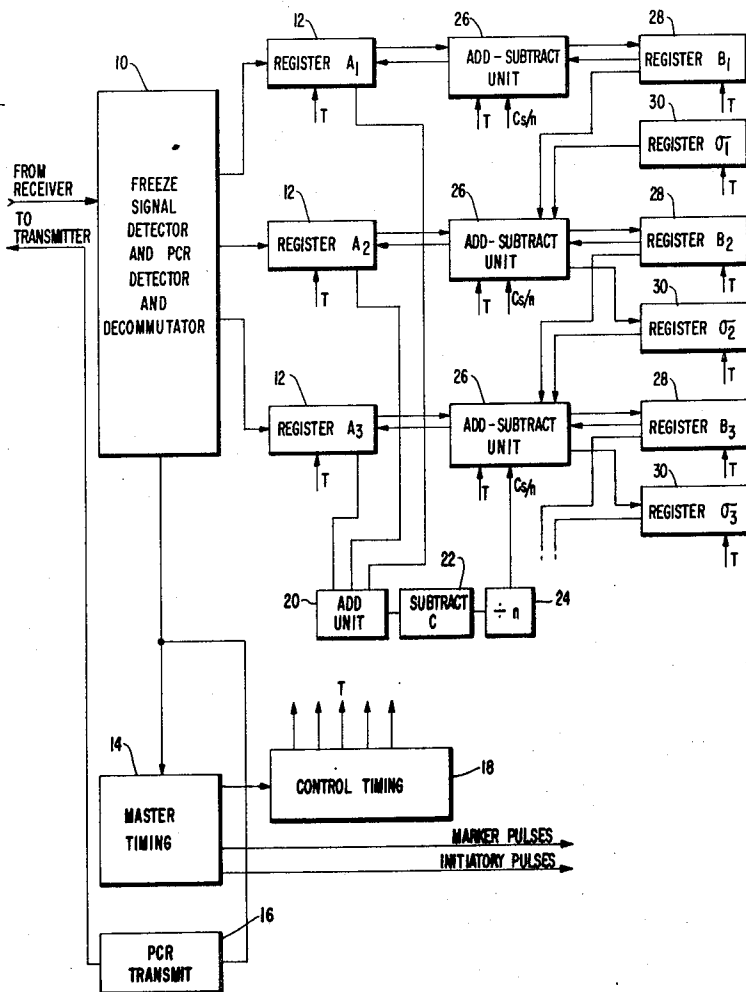 12
26
28
10
REGISTER A1
ADD-SUBTRACT
UNIT
REGISTER B1
T
T
Cs/n
T
30
REGISTER σ1
T
FROM
RECEIVER
TO
TRANSMITTER
FREEZE
SIGNAL
DETECTOR
AND PCR
DETECTOR
AND
DECOMMUTATOR
12
26
28
REGISTER A2
ADD-SUBTRACT
UNIT
REGISTER B2
T
T
Cs/n
T
30
REGISTER σ2
T
12
26
28
REGISTER A3
ADD-SUBTRACT
UNIT
REGISTER B3
T
T
Cs/n
T
30
REGISTER σ3
T
22
20
ADD
UNIT
SUBTRACT
C
÷ n
24
T
14
MASTER
TIMING
CONTROL TIMING
18
MARKER PULSES
INITIATORY PULSES
16
PCR
TRANSMIT